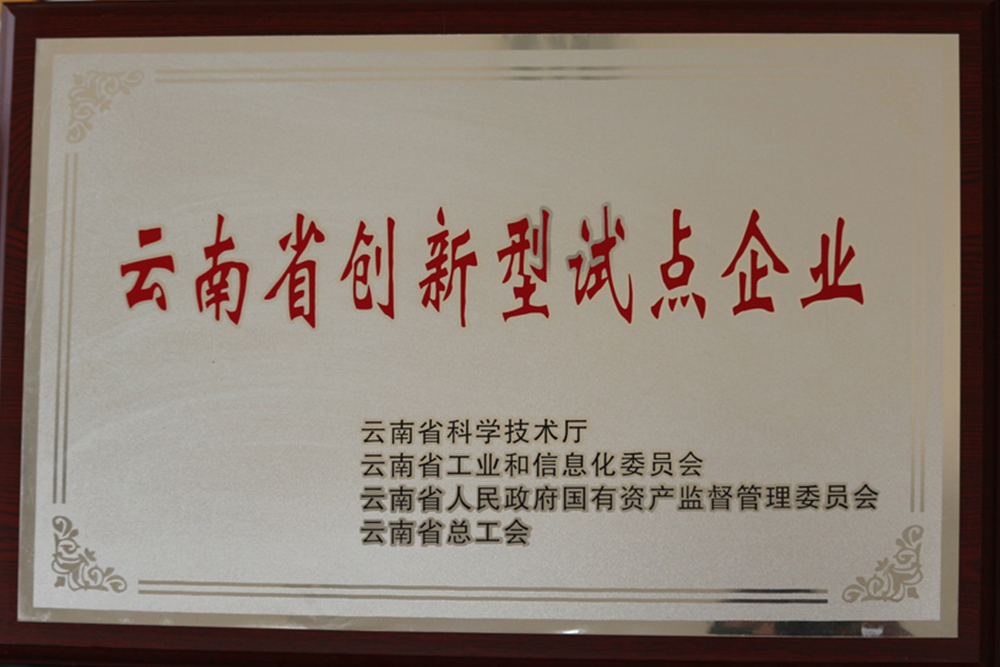 云南省创新型试点企业
云南省科学技术厅
云南省工业和信息化委员会
云南省人民政府国有资产监督管理委员会
云南省总工会